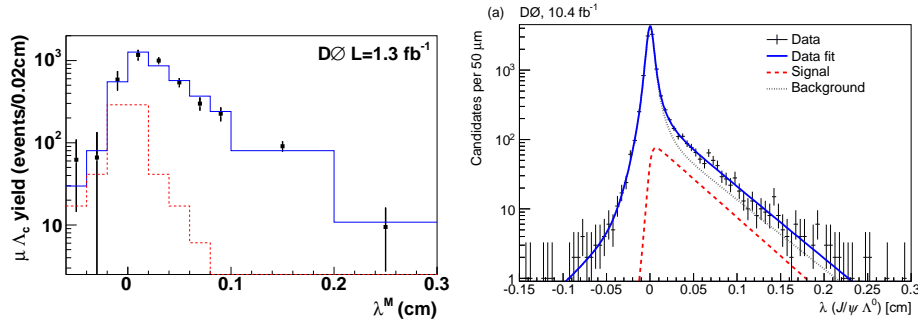 DØ L=1.3 fb⁻¹
μ Λc yield (events/0.02cm)
10³
10²
10
0 0.1 0.2 0.3
λᴹ (cm)
(a) DØ, 10.4 fb⁻¹
Candidates per 50 μm
Data
Data fit
Signal
Background
10³
10²
10
1
-0.15 -0.1 -0.05 0 0.05 0.1 0.15 0.2 0.25 0.3
λ (J/ψ Λ⁰) [cm]